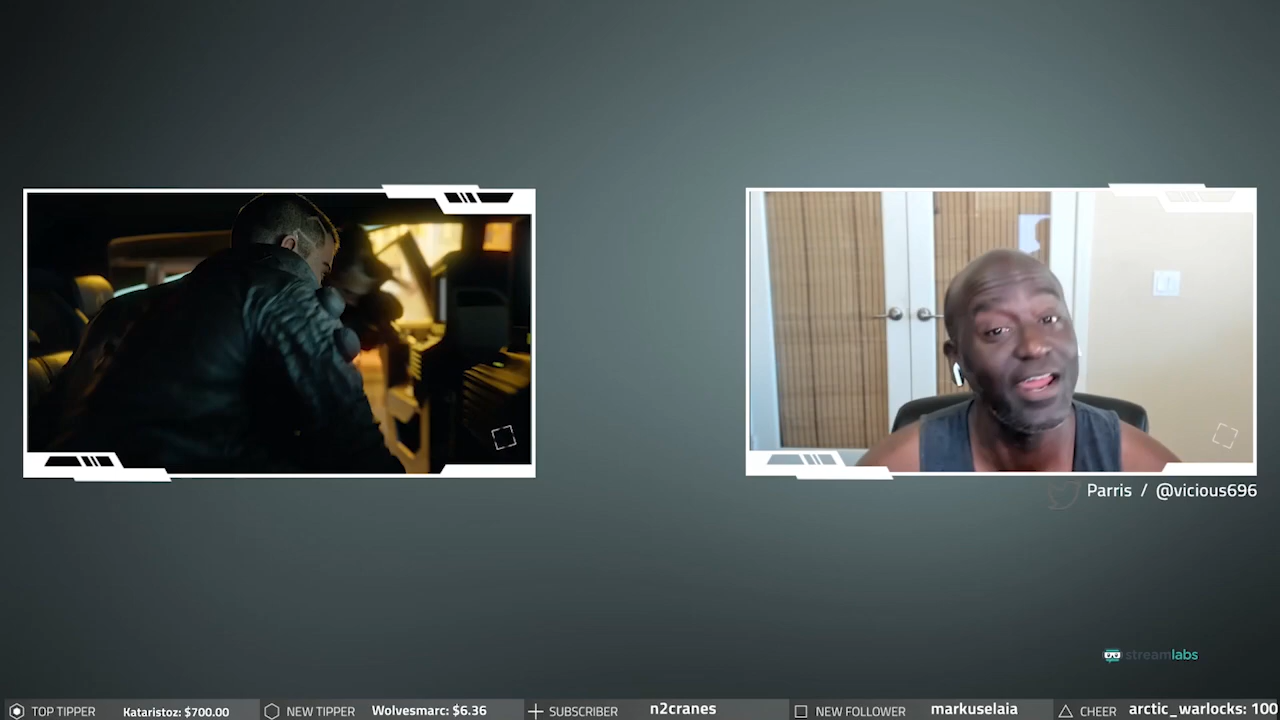 Parris / @vicious696
streamlabs
TOP TIPPER Kataristoz: $700.00 NEW TIPPER Wolvesmarc: $6.36 SUBSCRIBER n2cranes NEW FOLLOWER markuselaia CHEER arctic_warlocks: 100